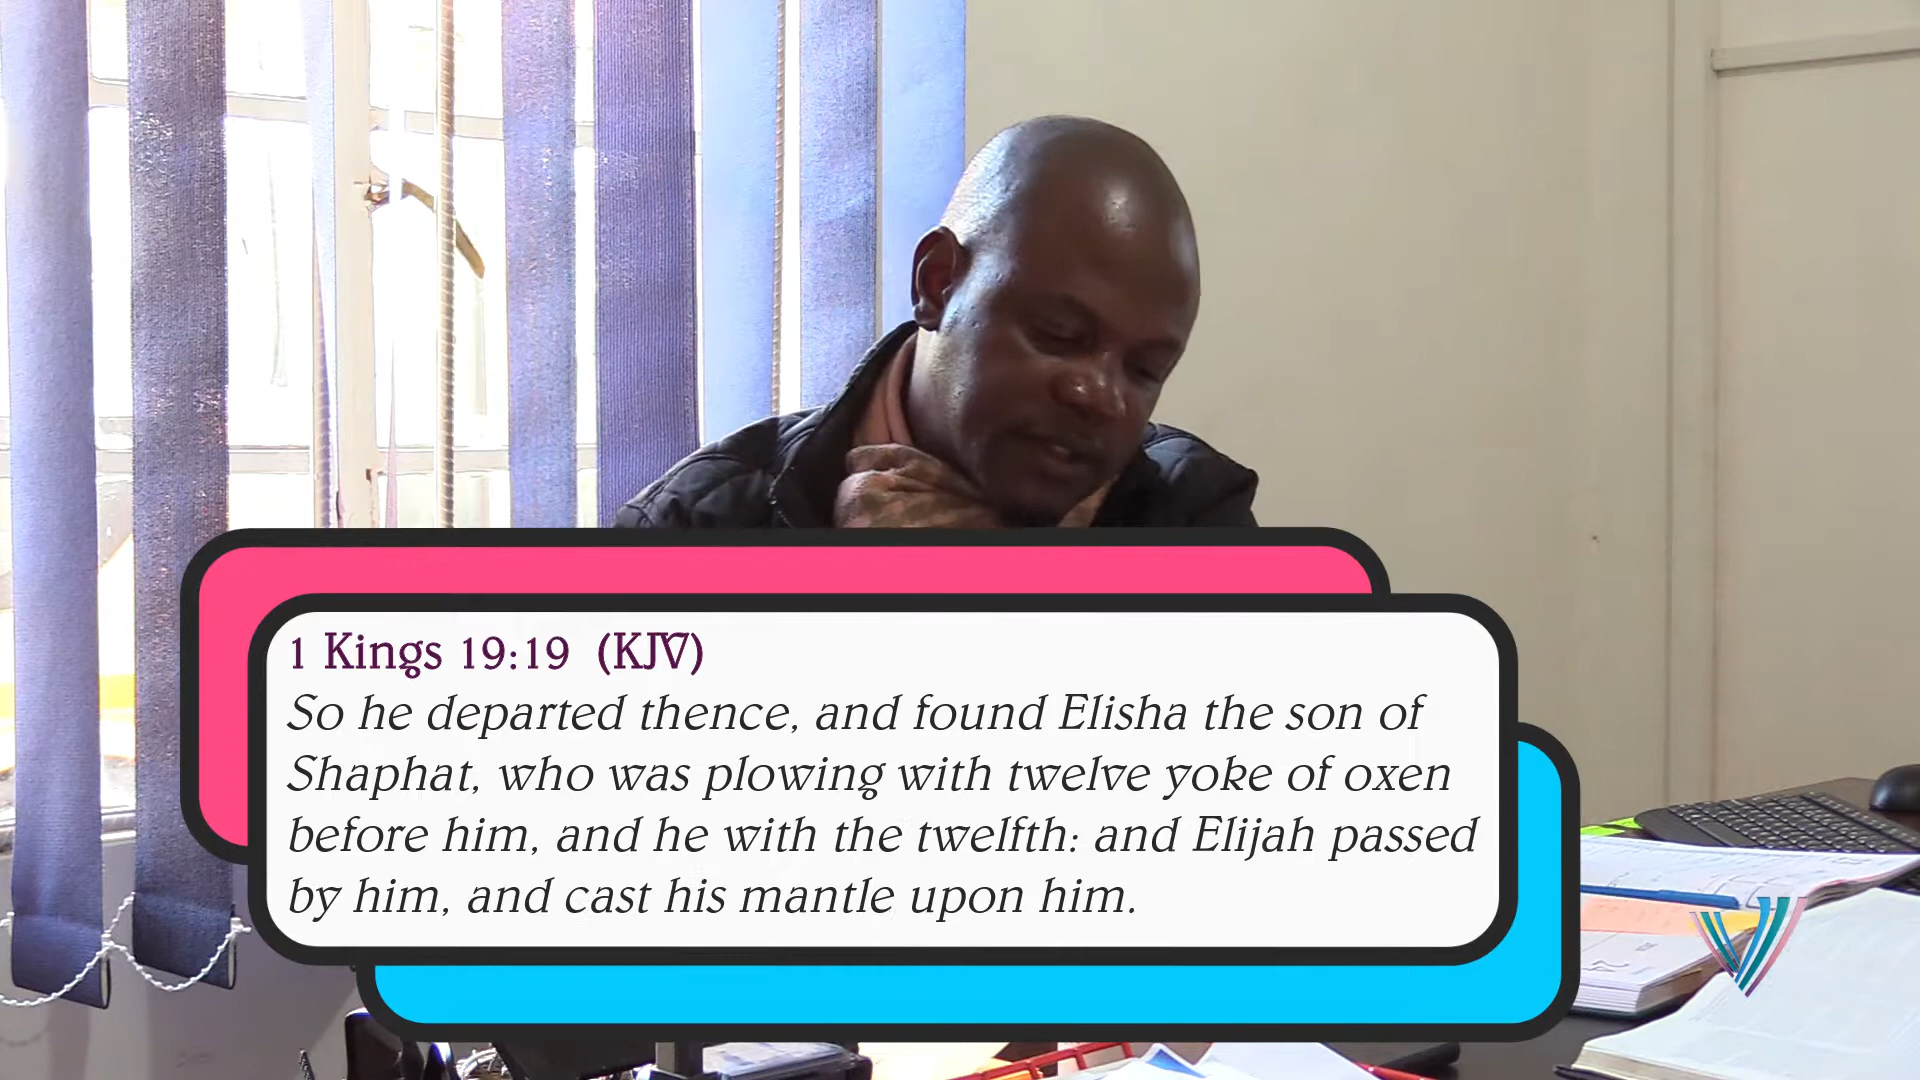 1 Kings 19:19 (KJV)
So he departed thence, and found Elisha the son of
Shaphat, who was plowing with twelve yoke of oxen
before him, and he with the twelfth: and Elijah passed
by him, and cast his mantle upon him.